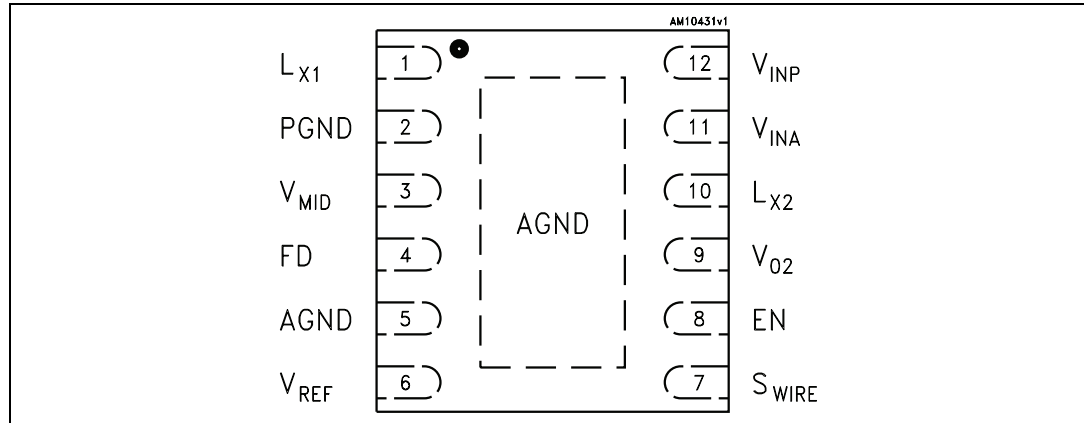 AM10431v1
LX1 1 12 VINP
PGND 2 11 VINA
VMID 3 10 LX2
AGND
FD 4 9 VO2
AGND 5 8 EN
VREF 6 7 SWIRE